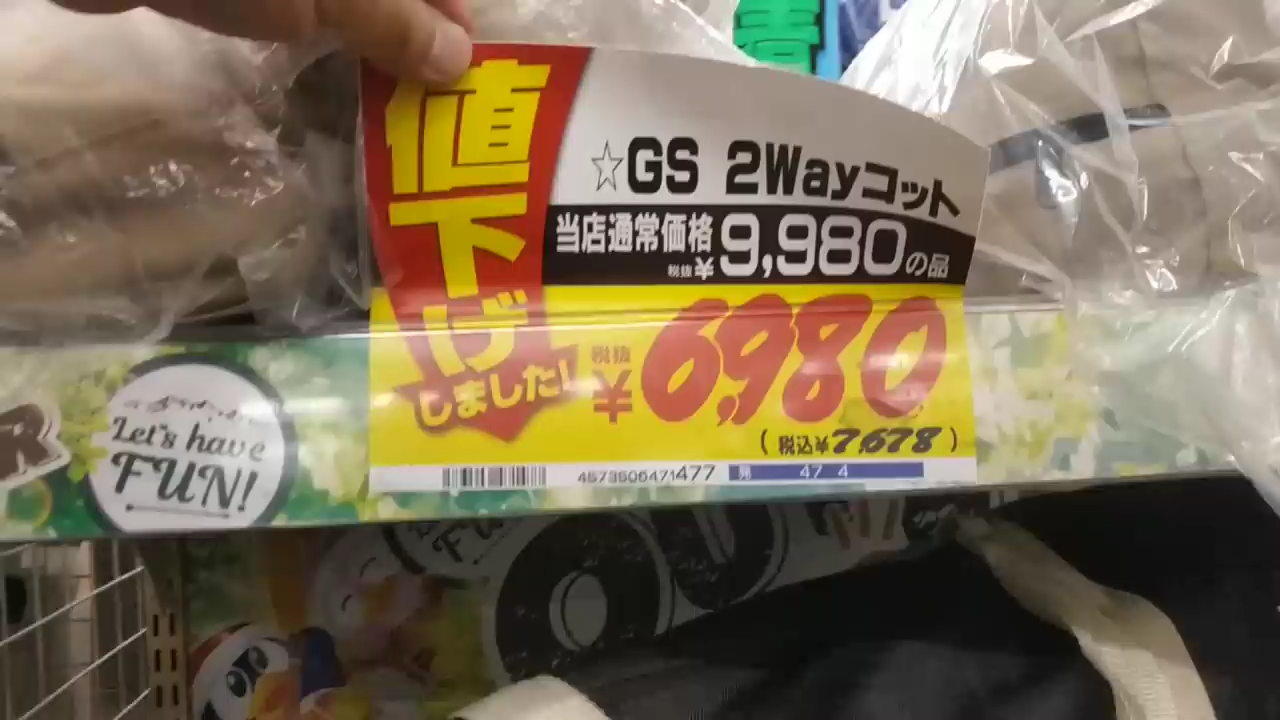 値下げ
しました!
☆GS 2Wayコット
当店通常価格
税抜¥9,980の品
税抜
¥6,980
(税込¥7,678)
4573506471477
47 4
R
Let's have
FUN!